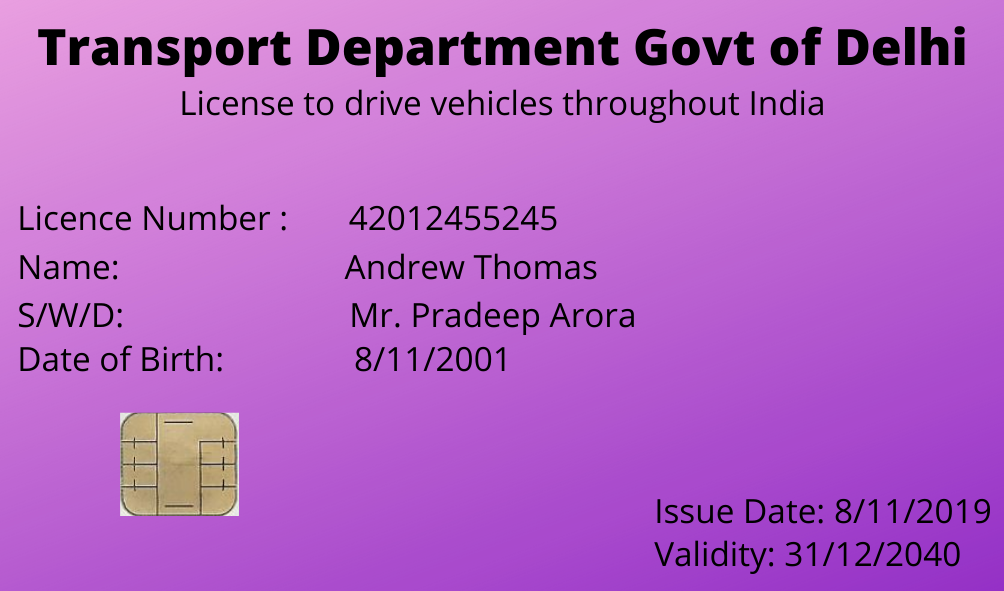 Transport Department Govt of Delhi
License to drive vehicles throughout India
Licence Number : 42012455245
Name: Andrew Thomas
S/W/D: Mr. Pradeep Arora
Date of Birth: 8/11/2001
Issue Date: 8/11/2019
Validity: 31/12/2040